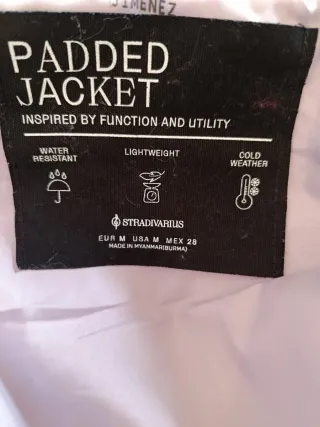 JIMENEZ
PADDED
JACKET
INSPIRED BY FUNCTION AND UTILITY
WATER
RESISTANT
LIGHTWEIGHT
COLD
WEATHER
STRADIVARIUS
EUR M USA M MEX 28
MADE IN MYANMAR(BURMA)